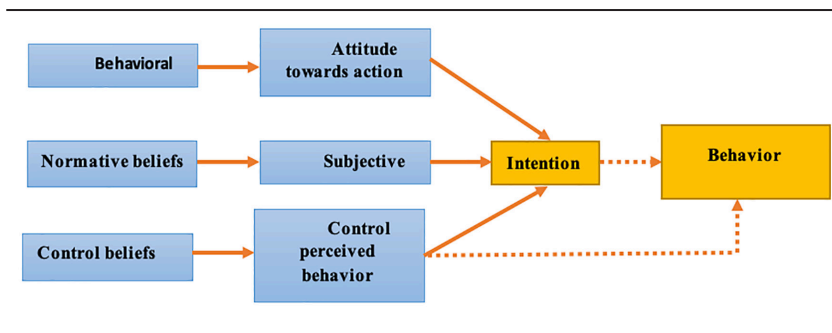 Behavioral
Attitude
towards action
Normative beliefs
Subjective
Intention
Behavior
Control beliefs
Control
perceived
behavior